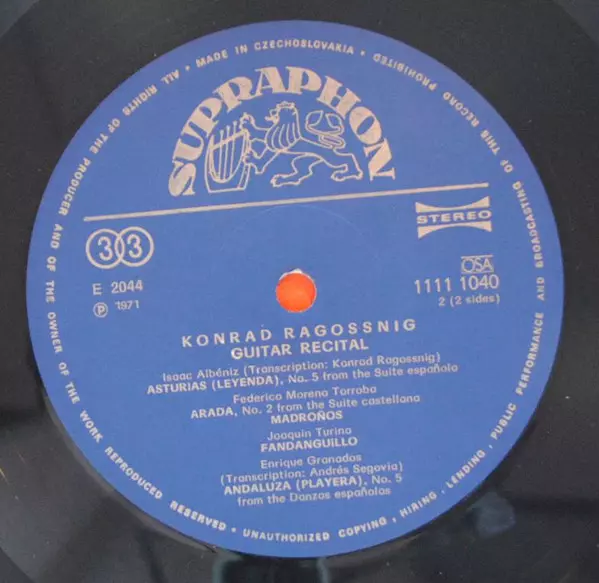 ALL RIGHTS OF THE PRODUCER AND OF THE OWNER OF THE WORK REPRODUCED RESERVED • UNAUTHORIZED COPYING, HIRING, LENDING, PUBLIC PERFORMANCE AND BROADCASTING OF THIS RECORD PROHIBITED • MADE IN CZECHOSLOVAKIA •
SUPRAPHON
33
STEREO
E 2044
℗ 1971
OSA
1111 1040
2 (2 sides)
KONRAD RAGOSSNIG
GUITAR RECITAL
Isaac Albéniz (Transcription: Konrad Ragossnig)
ASTURIAS (LEYENDA), No. 5 from the Suite española
Federico Moreno Torroba
ARADA, No. 2 from the Suite castellana
MADROÑOS
Joaquín Turina
FANDANGUILLO
Enrique Granados
(Transcription: Andrés Segovia)
ANDALUZA (PLAYERA), No. 5
from the Danzas españolas